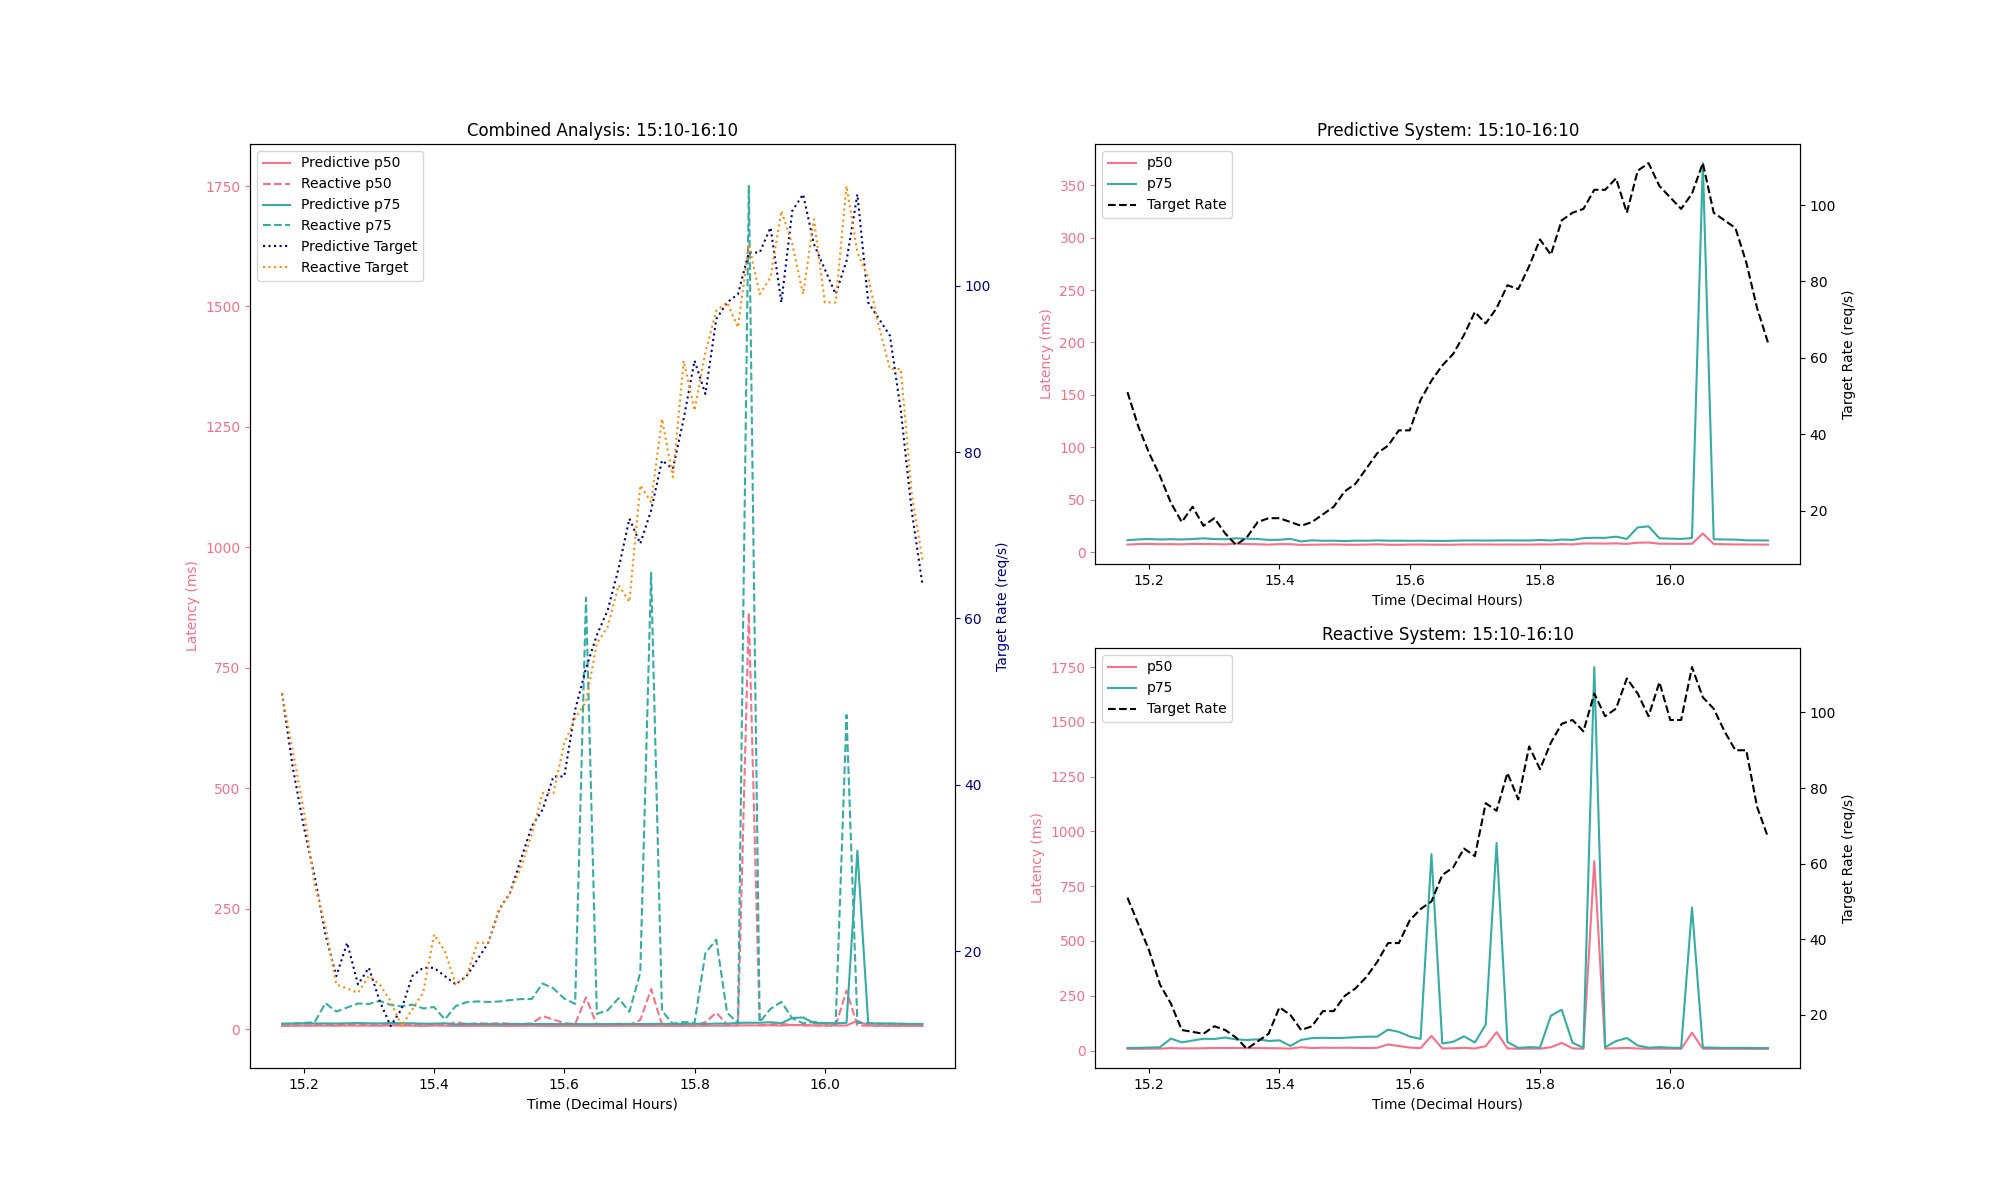 Combined Analysis: 15:10-16:10
Predictive p50
Reactive p50
Predictive p75
Reactive p75
Predictive Target
Reactive Target
1750
1500
1250
1000
750
500
250
0
Latency (ms)
100
80
60
40
20
Target Rate (req/s)
15.2 15.4 15.6 15.8 16.0
Time (Decimal Hours)
Predictive System: 15:10-16:10
p50
p75
Target Rate
350
300
250
200
150
100
50
0
Latency (ms)
100
80
60
40
20
Target Rate (req/s)
15.2 15.4 15.6 15.8 16.0
Time (Decimal Hours)
Reactive System: 15:10-16:10
p50
p75
Target Rate
1750
1500
1250
1000
750
500
250
0
Latency (ms)
100
80
60
40
20
Target Rate (req/s)
15.2 15.4 15.6 15.8 16.0
Time (Decimal Hours)